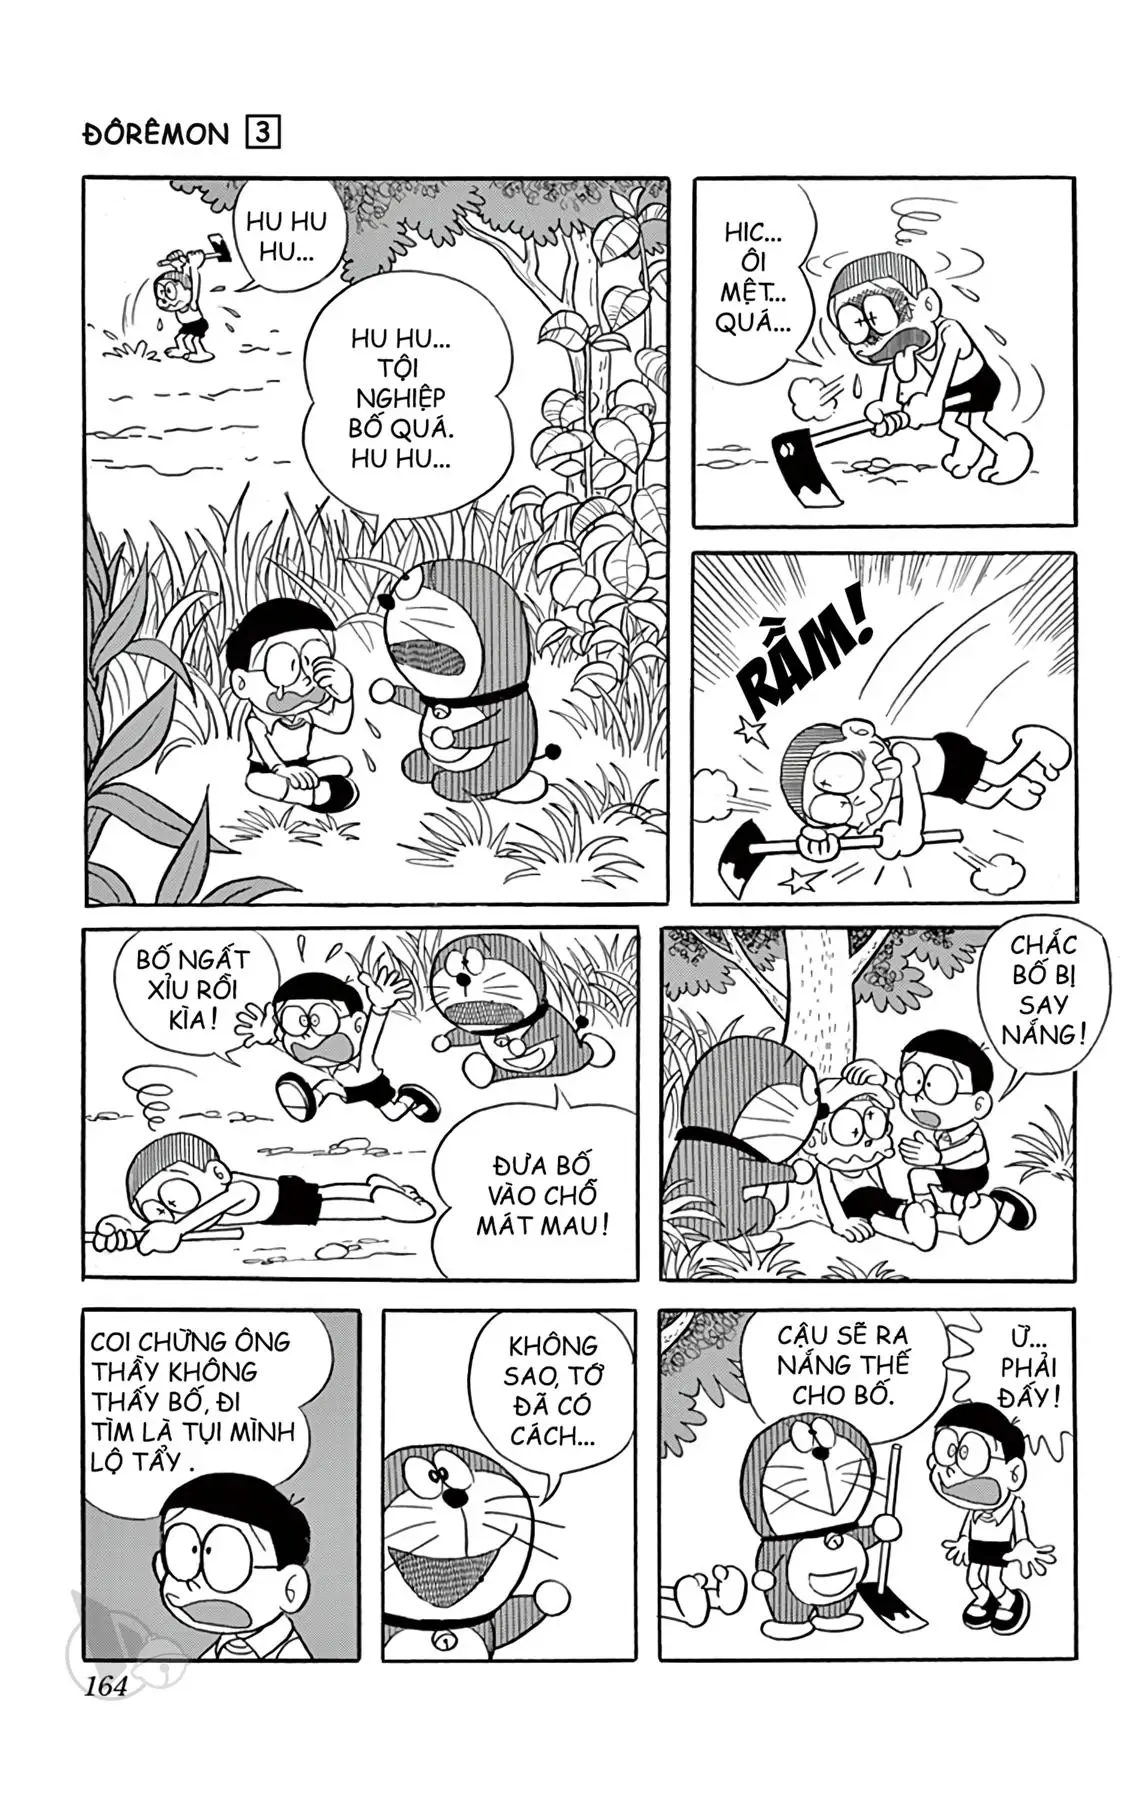 ĐÔRÊMON 3
HU HU
HU...
HU HU...
TỘI
NGHIỆP
BỐ QUÁ.
HU HU...
HIC...
ÔI
MỆT...
QUÁ...
RẦM!
BỐ NGẤT
XỈU RỒI
KÌA!
ĐƯA BỐ
VÀO CHỖ
MÁT MAU!
CHẮC
BỐ BỊ
SAY
NẮNG!
COI CHỪNG ÔNG
THẦY KHÔNG
THẤY BỐ, ĐI
TÌM LÀ TỤI MÌNH
LỘ TẨY.
KHÔNG
SAO, TỚ
ĐÃ CÓ
CÁCH...
CẬU SẼ RA
NẮNG THẾ
CHO BỐ.
Ử...
PHẢI
ĐẤY!
164